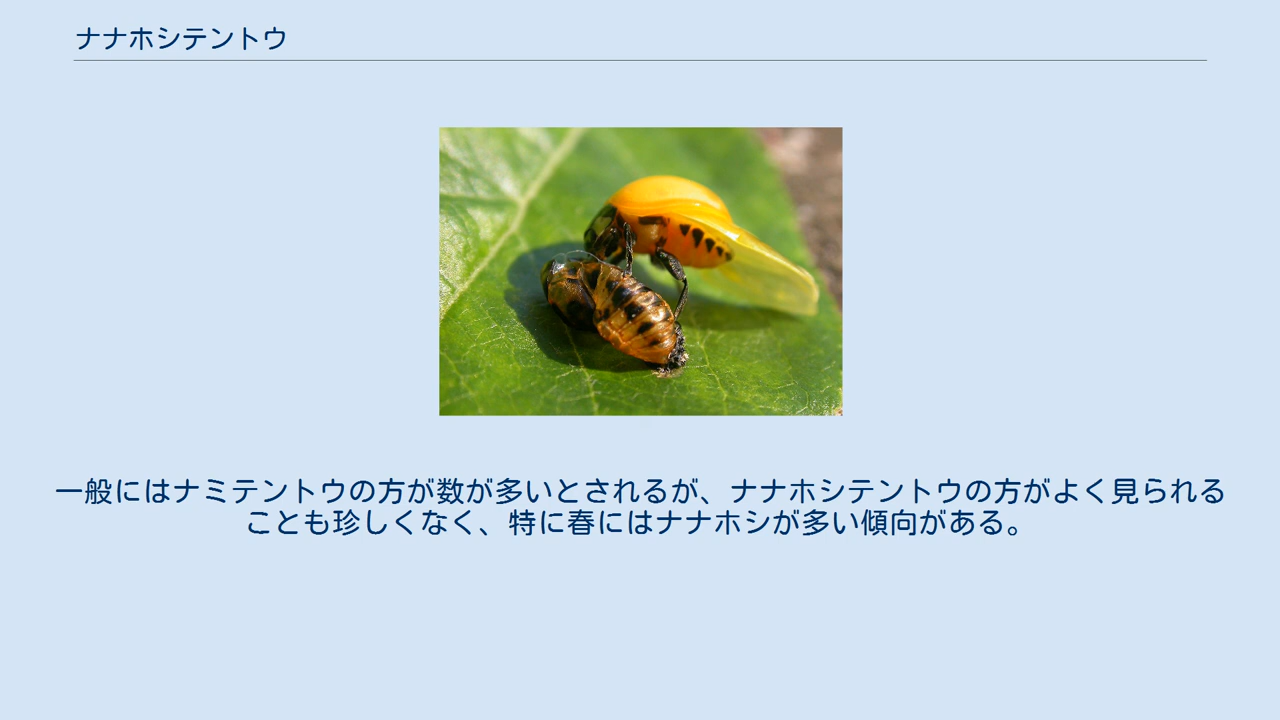 ナナホシテントウ
一般にはナミテントウの方が数が多いとされるが、ナナホシテントウの方がよく見られる
ことも珍しくなく、特に春にはナナホシが多い傾向がある。